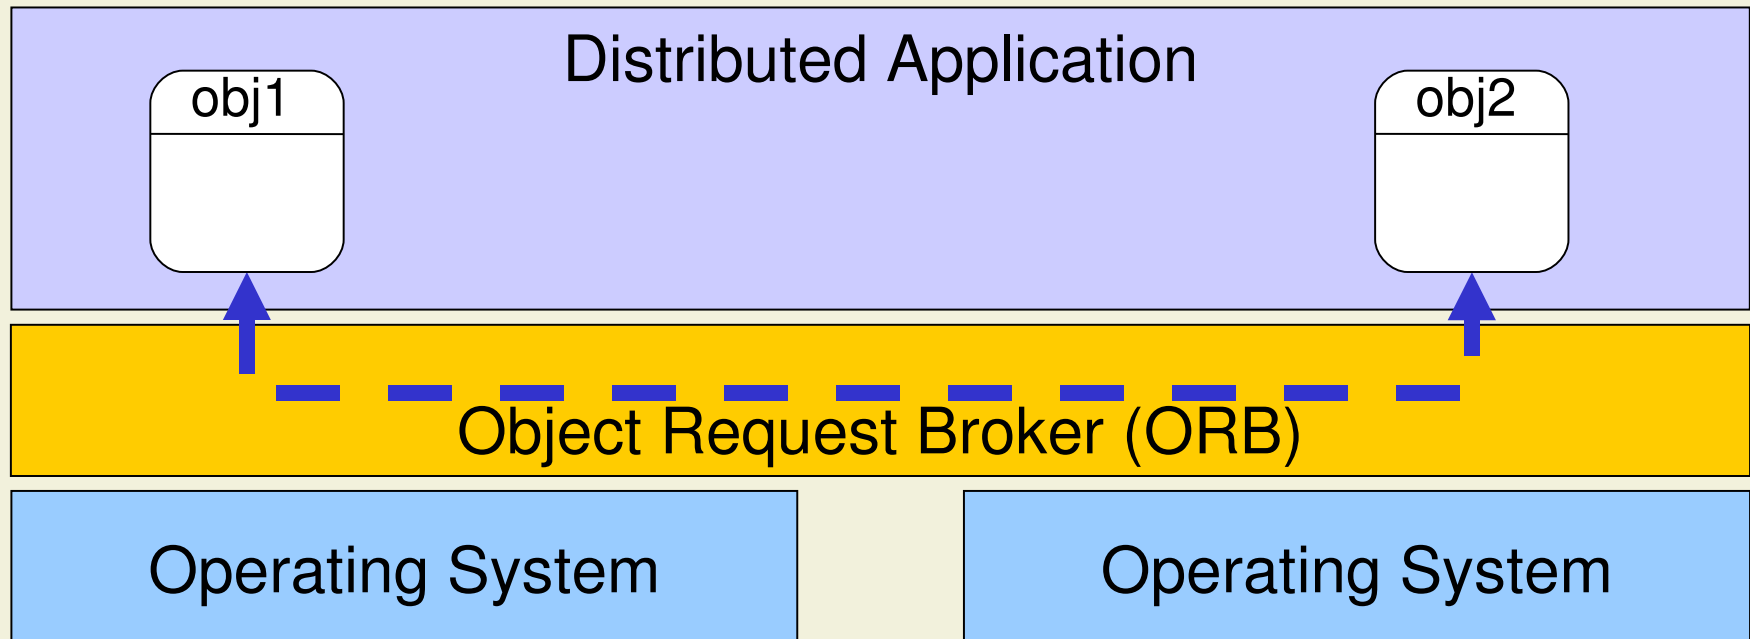 Distributed Application
obj1
obj2
Object Request Broker (ORB)
Operating System
Operating System